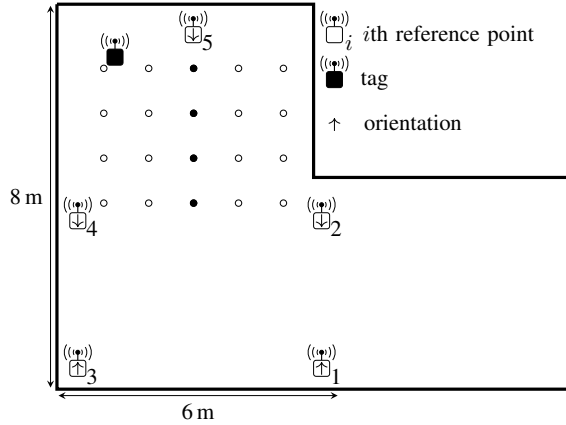 5
i ith reference point
tag
orientation
8 m
4
2
3
1
6 m